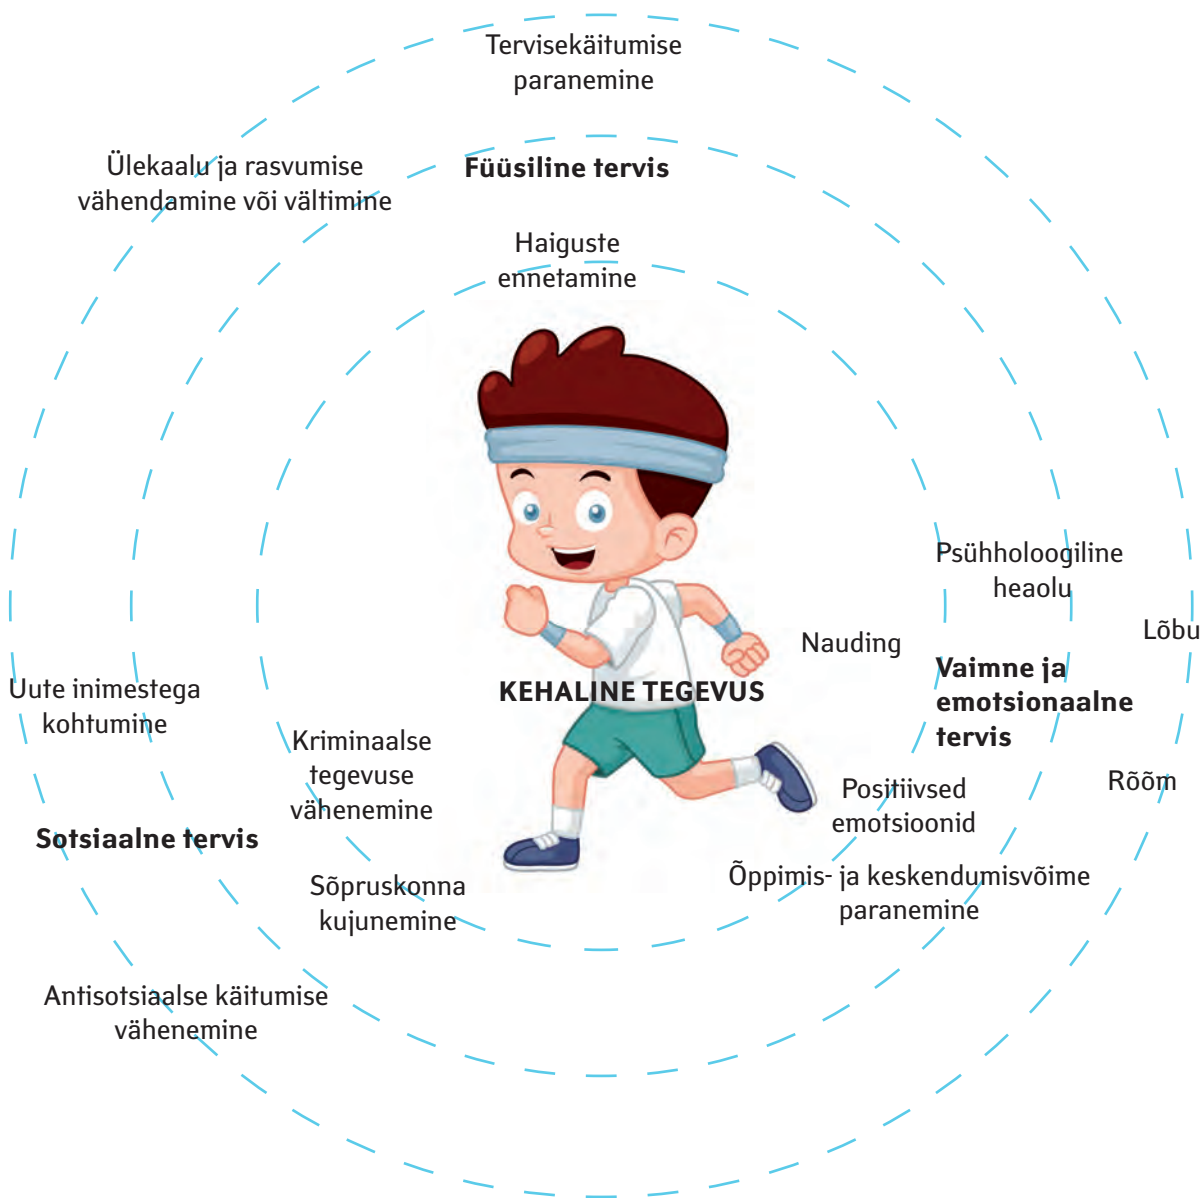 Tervisekäitumise
paranemine
Ülekaalu ja rasvumise
vähendamine või vältimine
Füüsiline tervis
Haiguste
ennetamine
Psühholoogiline
heaolu
Lõbu
Nauding
Vaimne ja
emotsionaalne
tervis
KEHALINE TEGEVUS
Uute inimestega
kohtumine
Kriminaalse
tegevuse
vähenemine
Rõõm
Positiivsed
emotsioonid
Sotsiaalne tervis
Õppimis- ja keskendumisvõime
paranemine
Sõpruskonna
kujunemine
Antisotsiaalse käitumise
vähenemine